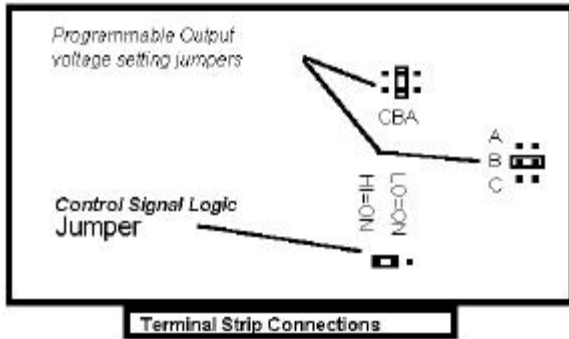 Programmable Output
voltage setting jumpers
CBA
A
B
C
HI=ON
LO=ON
Control Signal Logic
Jumper
Terminal Strip Connections